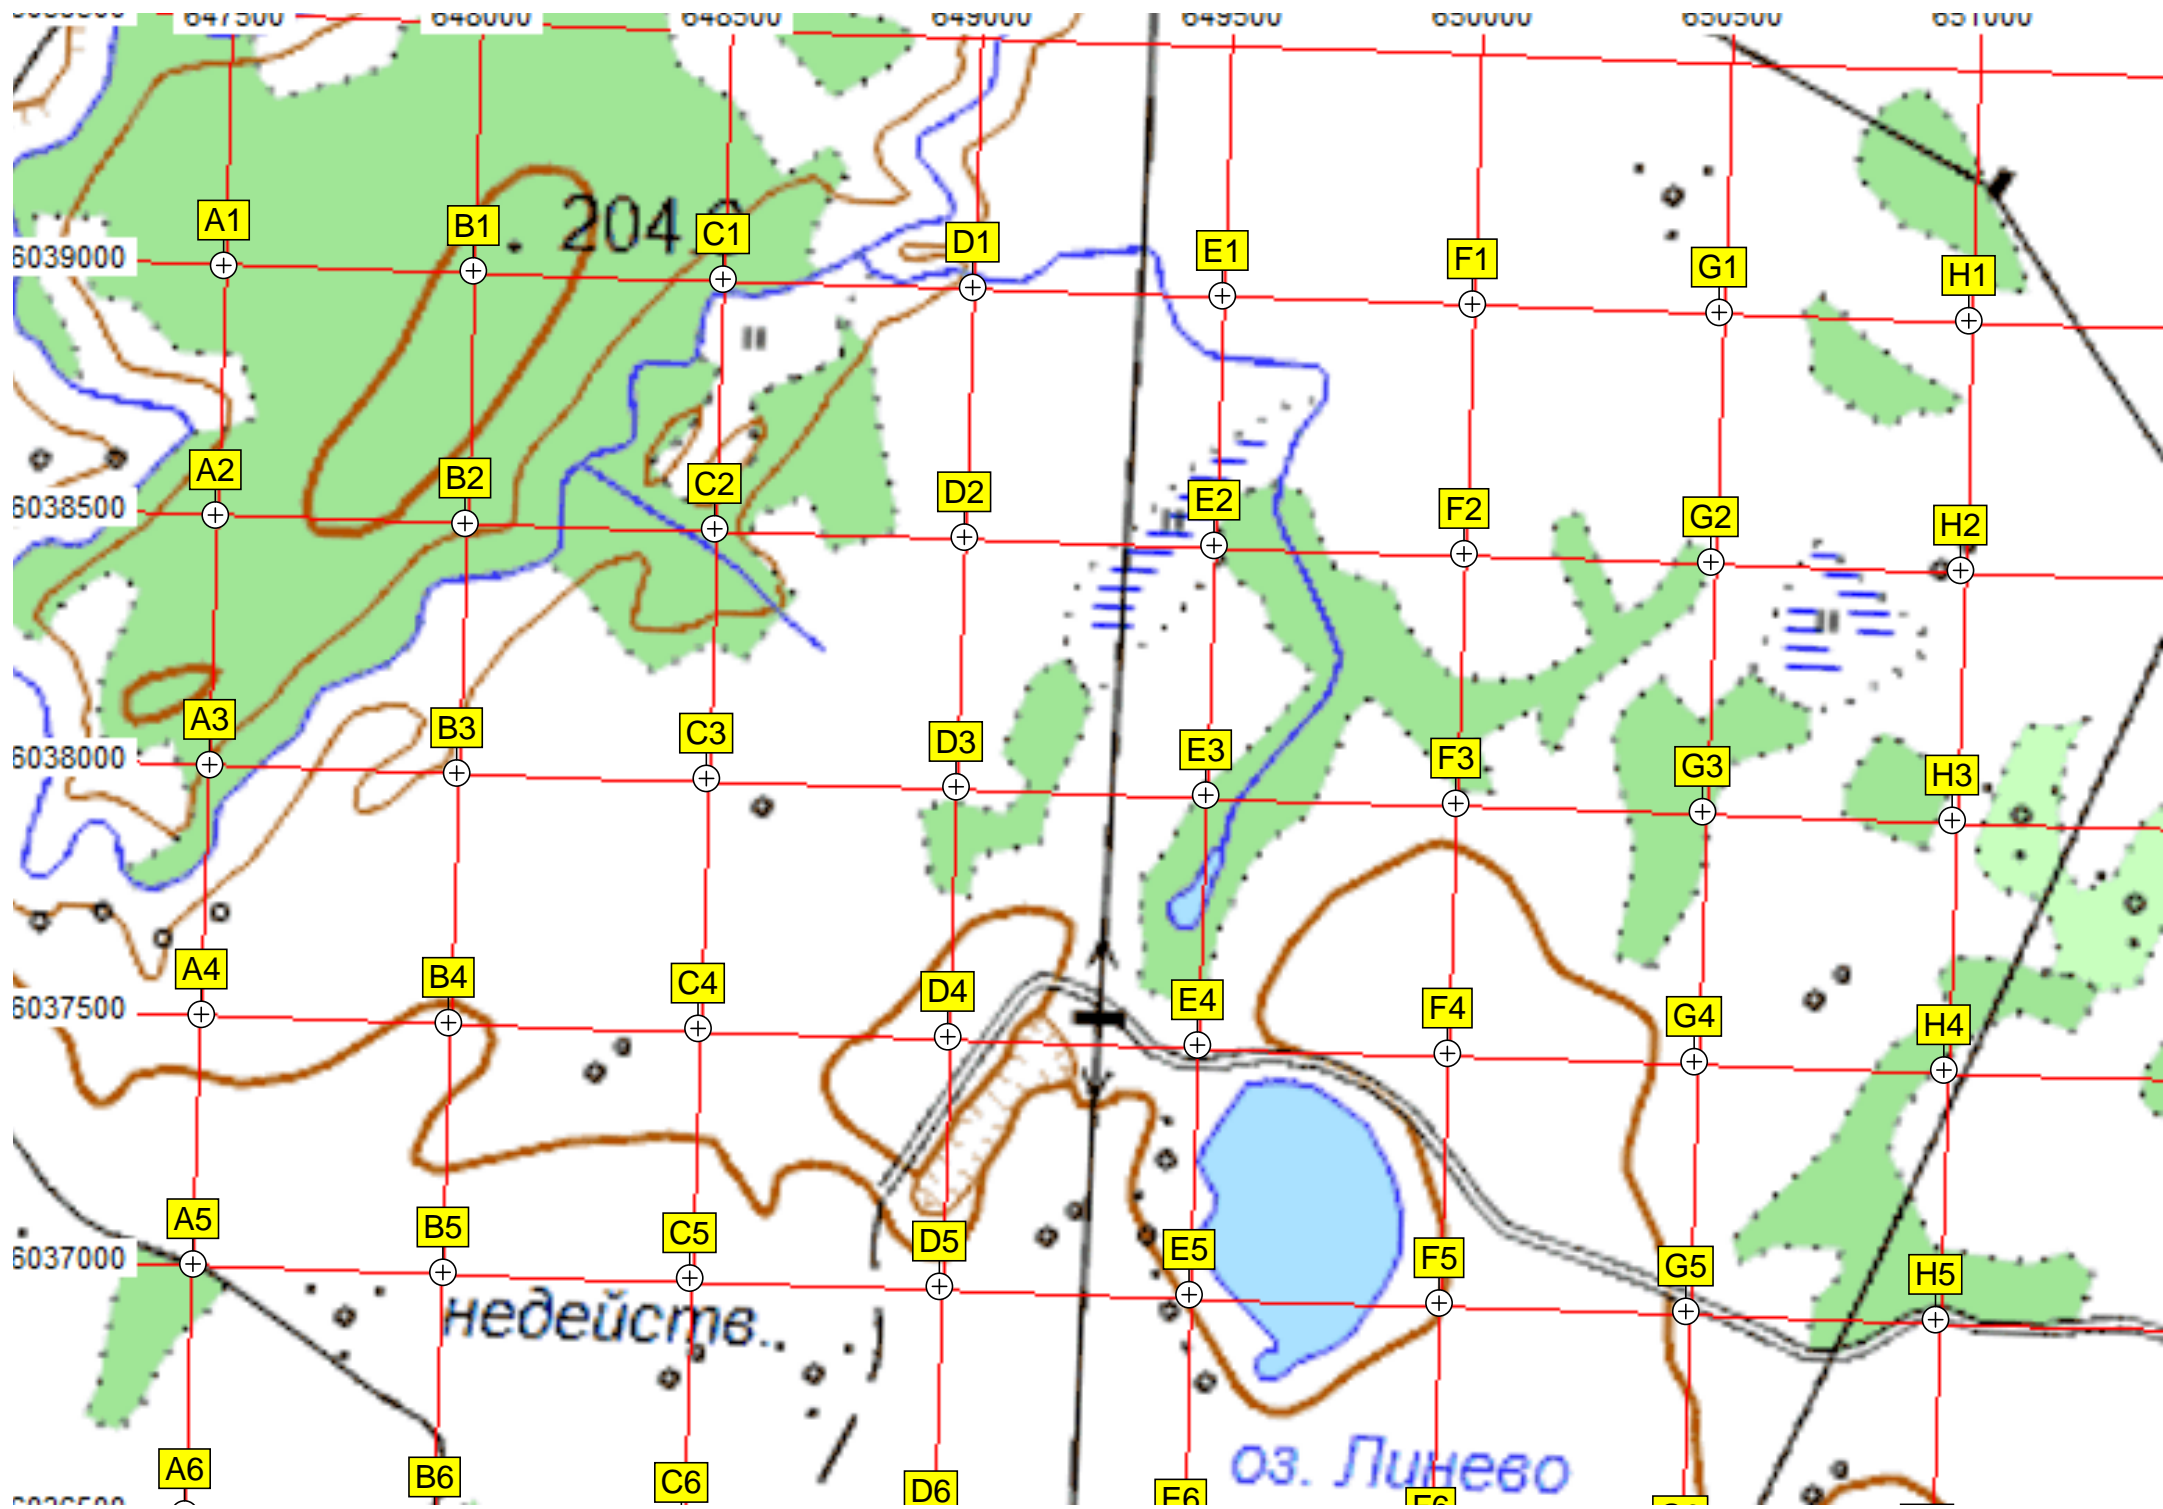 647500 648000 648500 649000 649500 650000 650500 651000
204
A1 B1 C1 D1 E1 F1 G1 H1
6039000
A2 B2 C2 D2 E2 F2 G2 H2
6038500
A3 B3 C3 D3 E3 F3 G3 H3
6038000
A4 B4 C4 D4 E4 F4 G4 H4
6037500
A5 B5 C5 D5 E5 F5 G5 H5
6037000
недейств.
оз. Линево
A6 B6 C6 D6 E6 F6
6036500